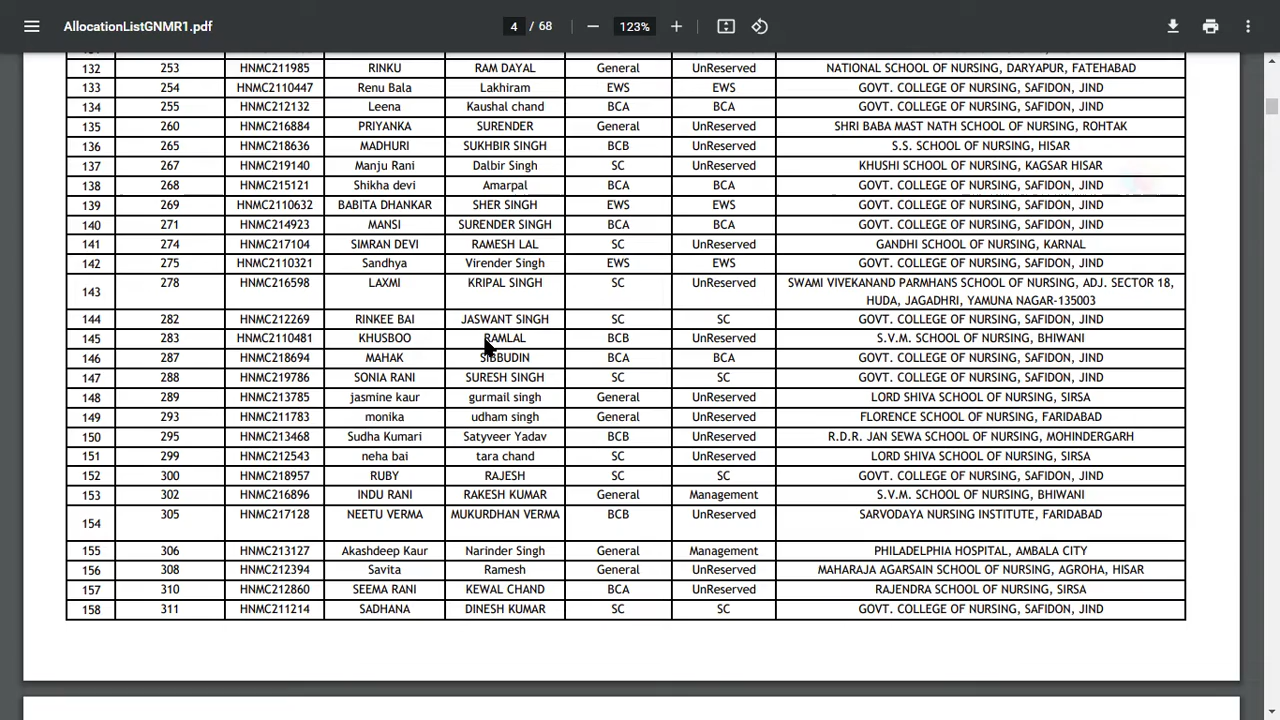 AllocationListGNMR1.pdf 4 / 68 123%
132 253 HNMC211985 RINKU RAM DAYAL General UnReserved NATIONAL SCHOOL OF NURSING, DARYAPUR, FATEHABAD
133 254 HNMC2110447 Renu Bala Lakhiram EWS EWS GOVT. COLLEGE OF NURSING, SAFIDON, JIND
134 255 HNMC212132 Leena Kaushal chand BCA BCA GOVT. COLLEGE OF NURSING, SAFIDON, JIND
135 260 HNMC216884 PRIYANKA SURENDER General UnReserved SHRI BABA MAST NATH SCHOOL OF NURSING, ROHTAK
136 265 HNMC218636 MADHURI SUKHBIR SINGH BCB UnReserved S.S. SCHOOL OF NURSING, HISAR
137 267 HNMC219140 Manju Rani Dalbir Singh SC UnReserved KHUSHI SCHOOL OF NURSING, KAGSAR HISAR
138 268 HNMC215121 Shikha devi Amarpal BCA BCA GOVT. COLLEGE OF NURSING, SAFIDON, JIND
139 269 HNMC2110632 BABITA DHANKAR SHER SINGH EWS EWS GOVT. COLLEGE OF NURSING, SAFIDON, JIND
140 271 HNMC214923 MANSI SURENDER SINGH BCA BCA GOVT. COLLEGE OF NURSING, SAFIDON, JIND
141 274 HNMC217104 SIMRAN DEVI RAMESH LAL SC UnReserved GANDHI SCHOOL OF NURSING, KARNAL
142 275 HNMC2110321 Sandhya Virender Singh EWS EWS GOVT. COLLEGE OF NURSING, SAFIDON, JIND
143 278 HNMC216598 LAXMI KRIPAL SINGH SC UnReserved SWAMI VIVEKANAND PARMHANS SCHOOL OF NURSING, ADJ. SECTOR 18,
HUDA, JAGADHRI, YAMUNA NAGAR-135003
144 282 HNMC212269 RINKEE BAI JASWANT SINGH SC SC GOVT. COLLEGE OF NURSING, SAFIDON, JIND
145 283 HNMC2110481 KHUSBOO RAMLAL BCB UnReserved S.V.M. SCHOOL OF NURSING, BHIWANI
146 287 HNMC218694 MAHAK SIBBUDIN BCA BCA GOVT. COLLEGE OF NURSING, SAFIDON, JIND
147 288 HNMC219786 SONIA RANI SURESH SINGH SC SC GOVT. COLLEGE OF NURSING, SAFIDON, JIND
148 289 HNMC213785 jasmine kaur gurmail singh General UnReserved LORD SHIVA SCHOOL OF NURSING, SIRSA
149 293 HNMC211783 monika udham singh General UnReserved FLORENCE SCHOOL OF NURSING, FARIDABAD
150 295 HNMC213468 Sudha Kumari Satyveer Yadav BCB UnReserved R.D.R. JAN SEWA SCHOOL OF NURSING, MOHINDERGARH
151 299 HNMC212543 neha bai tara chand SC UnReserved LORD SHIVA SCHOOL OF NURSING, SIRSA
152 300 HNMC218957 RUBY RAJESH SC SC GOVT. COLLEGE OF NURSING, SAFIDON, JIND
153 302 HNMC216896 INDU RANI RAKESH KUMAR General Management S.V.M. SCHOOL OF NURSING, BHIWANI
154 305 HNMC217128 NEETU VERMA MUKURDHAN VERMA BCB UnReserved SARVODAYA NURSING INSTITUTE, FARIDABAD
155 306 HNMC213127 Akashdeep Kaur Narinder Singh General Management PHILADELPHIA HOSPITAL, AMBALA CITY
156 308 HNMC212394 Savita Ramesh General UnReserved MAHARAJA AGARSAIN SCHOOL OF NURSING, AGROHA, HISAR
157 310 HNMC212860 SEEMA RANI KEWAL CHAND BCA UnReserved RAJENDRA SCHOOL OF NURSING, SIRSA
158 311 HNMC211214 SADHANA DINESH KUMAR SC SC GOVT. COLLEGE OF NURSING, SAFIDON, JIND